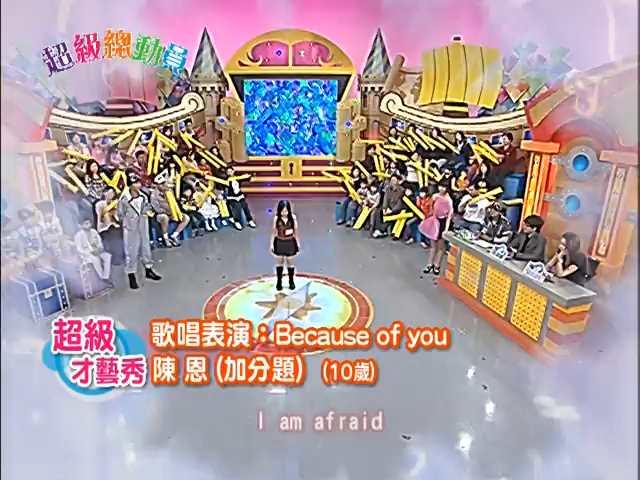 超級總動員
超級
才藝秀
歌唱表演：Because of you
陳 恩 (加分題) (10歲)
I am afraid